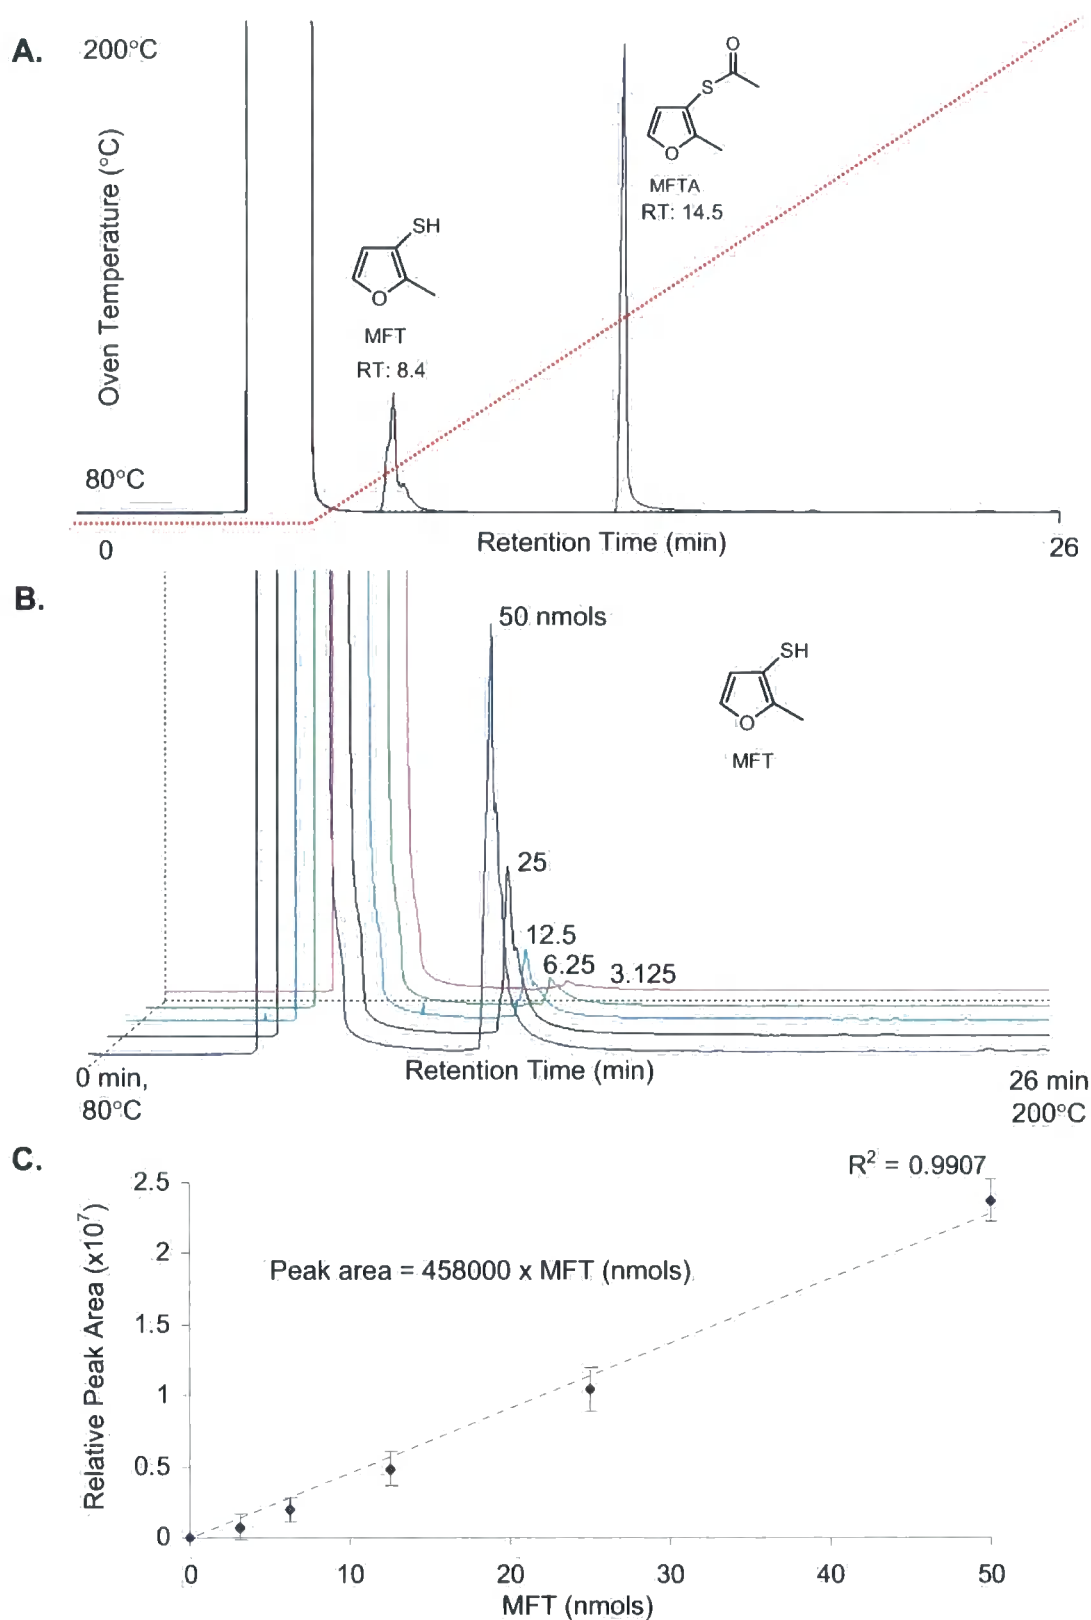 A.
200°C
Oven Temperature (°C)
80°C
O
S
O
MFTA
RT: 14.5
SH
O
MFT
RT: 8.4
0
Retention Time (min)
26
B.
50 nmols
25
12.5
6.25
3.125
SH
O
MFT
0 min,
80°C
Retention Time (min)
26 min
200°C
C.
R² = 0.9907
Peak area = 458000 x MFT (nmols)
Relative Peak Area (x10⁷)
2.5
2
1.5
1
0.5
0
0
10
20
30
40
50
MFT (nmols)